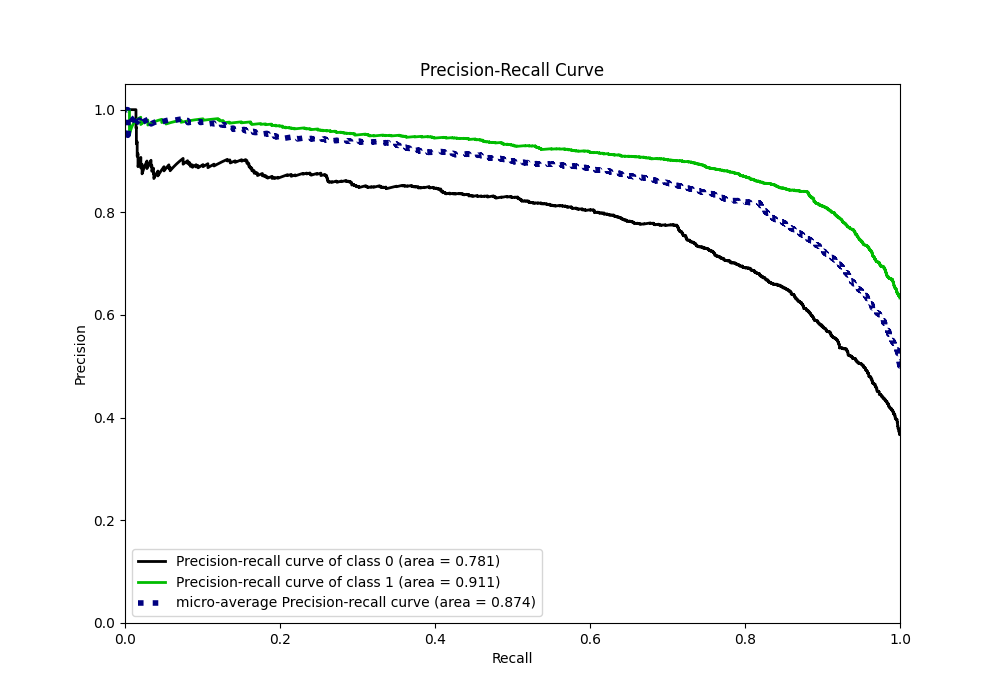 Precision-Recall Curve
Precision
1.0
0.8
0.6
0.4
0.2
0.0
Precision-recall curve of class 0 (area = 0.781)
Precision-recall curve of class 1 (area = 0.911)
micro-average Precision-recall curve (area = 0.874)
0.0 0.2 0.4 0.6 0.8 1.0
Recall